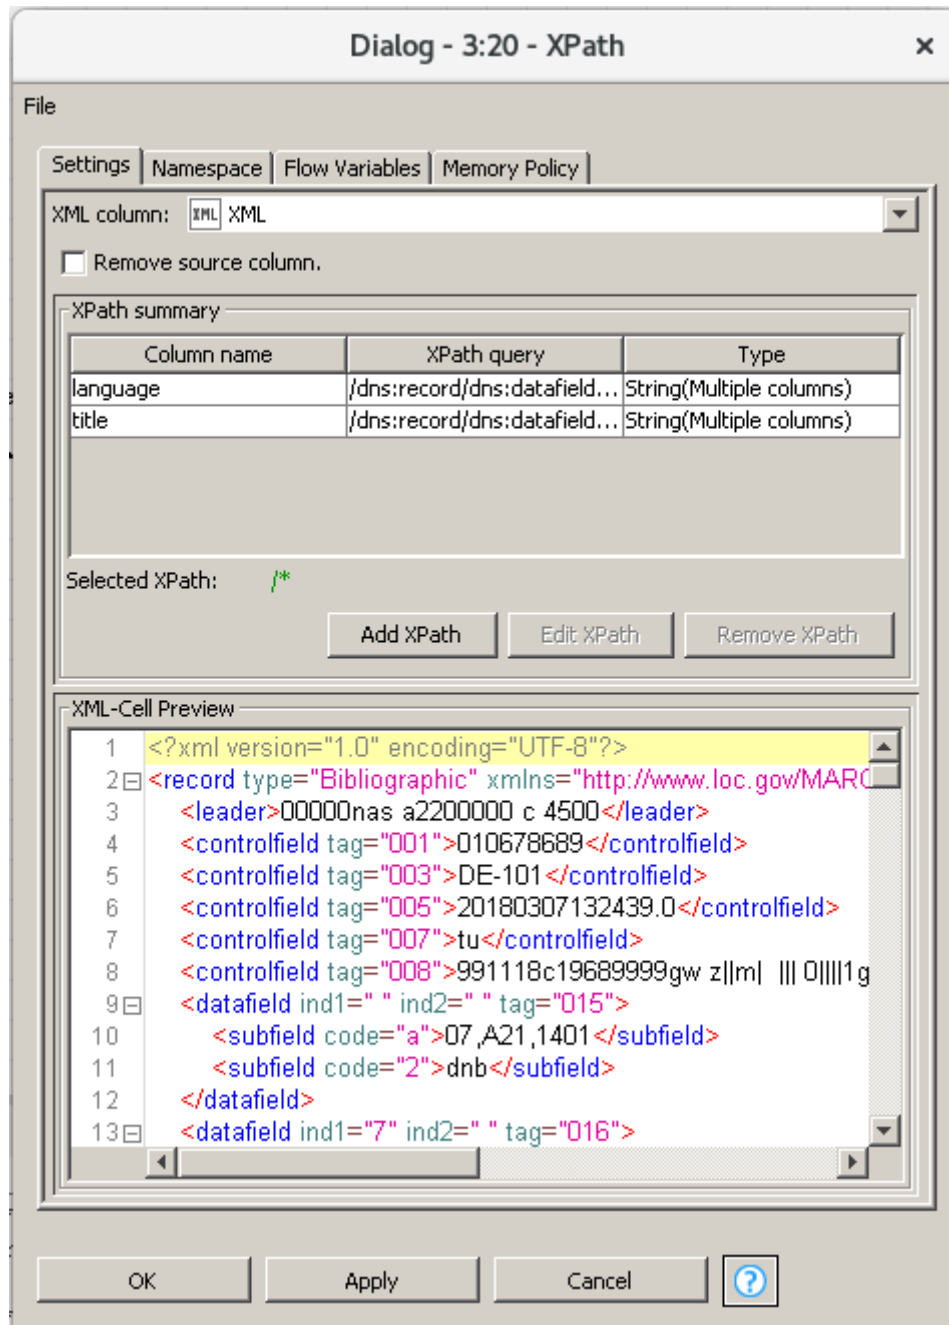 Dialog - 3:20 - XPath ×
File
Settings Namespace Flow Variables Memory Policy
XML column: XML XML
Remove source column.
XPath summary
Column name XPath query Type
language /dns:record/dns:datafield... String(Multiple columns)
title /dns:record/dns:datafield... String(Multiple columns)
Selected XPath: /*
Add XPath Edit XPath Remove XPath
XML-Cell Preview
1 <?xml version="1.0" encoding="UTF-8"?>
2 <record type="Bibliographic" xmlns="http://www.loc.gov/MARC
3 <leader>00000nas a2200000 c 4500</leader>
4 <controlfield tag="001">010678689</controlfield>
5 <controlfield tag="003">DE-101</controlfield>
6 <controlfield tag="005">20180307132439.0</controlfield>
7 <controlfield tag="007">tu</controlfield>
8 <controlfield tag="008">991118c19689999gw z||m| ||| 0||||1g
9 <datafield ind1=" " ind2=" " tag="015">
10 <subfield code="a">07,A21,1401</subfield>
11 <subfield code="2">dnb</subfield>
12 </datafield>
13 <datafield ind1="7" ind2=" " tag="016">
OK Apply Cancel ?